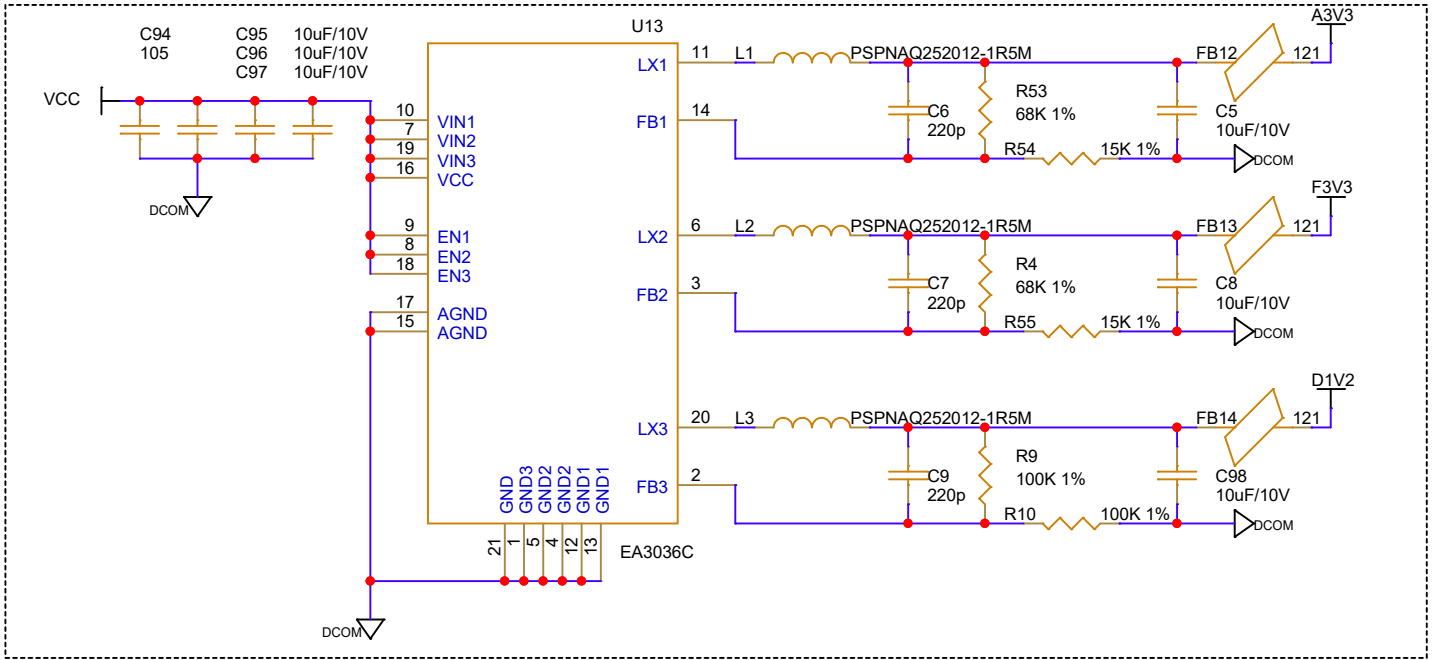 C94
105
C95 10uF/10V
C96 10uF/10V
C97 10uF/10V
VCC
DCOM
U13
10 VIN1
7 VIN2
19 VIN3
16 VCC
9 EN1
8 EN2
18 EN3
17 AGND
15 AGND
LX1 11
FB1 14
LX2 6
FB2 3
LX3 20
FB3 2
GND GND3 GND2 GND2 GND1 GND1
21 1 5 4 12 13
EA3036C
DCOM
L1 PSPNAQ252012-1R5M
C6
220p
R53
68K 1%
R54 15K 1%
C5
10uF/10V
DCOM
FB12 121
A3V3
L2 PSPNAQ252012-1R5M
C7
220p
R4
68K 1%
R55 15K 1%
C8
10uF/10V
DCOM
FB13 121
F3V3
L3 PSPNAQ252012-1R5M
C9
220p
R9
100K 1%
R10 100K 1%
C98
10uF/10V
DCOM
FB14 121
D1V2